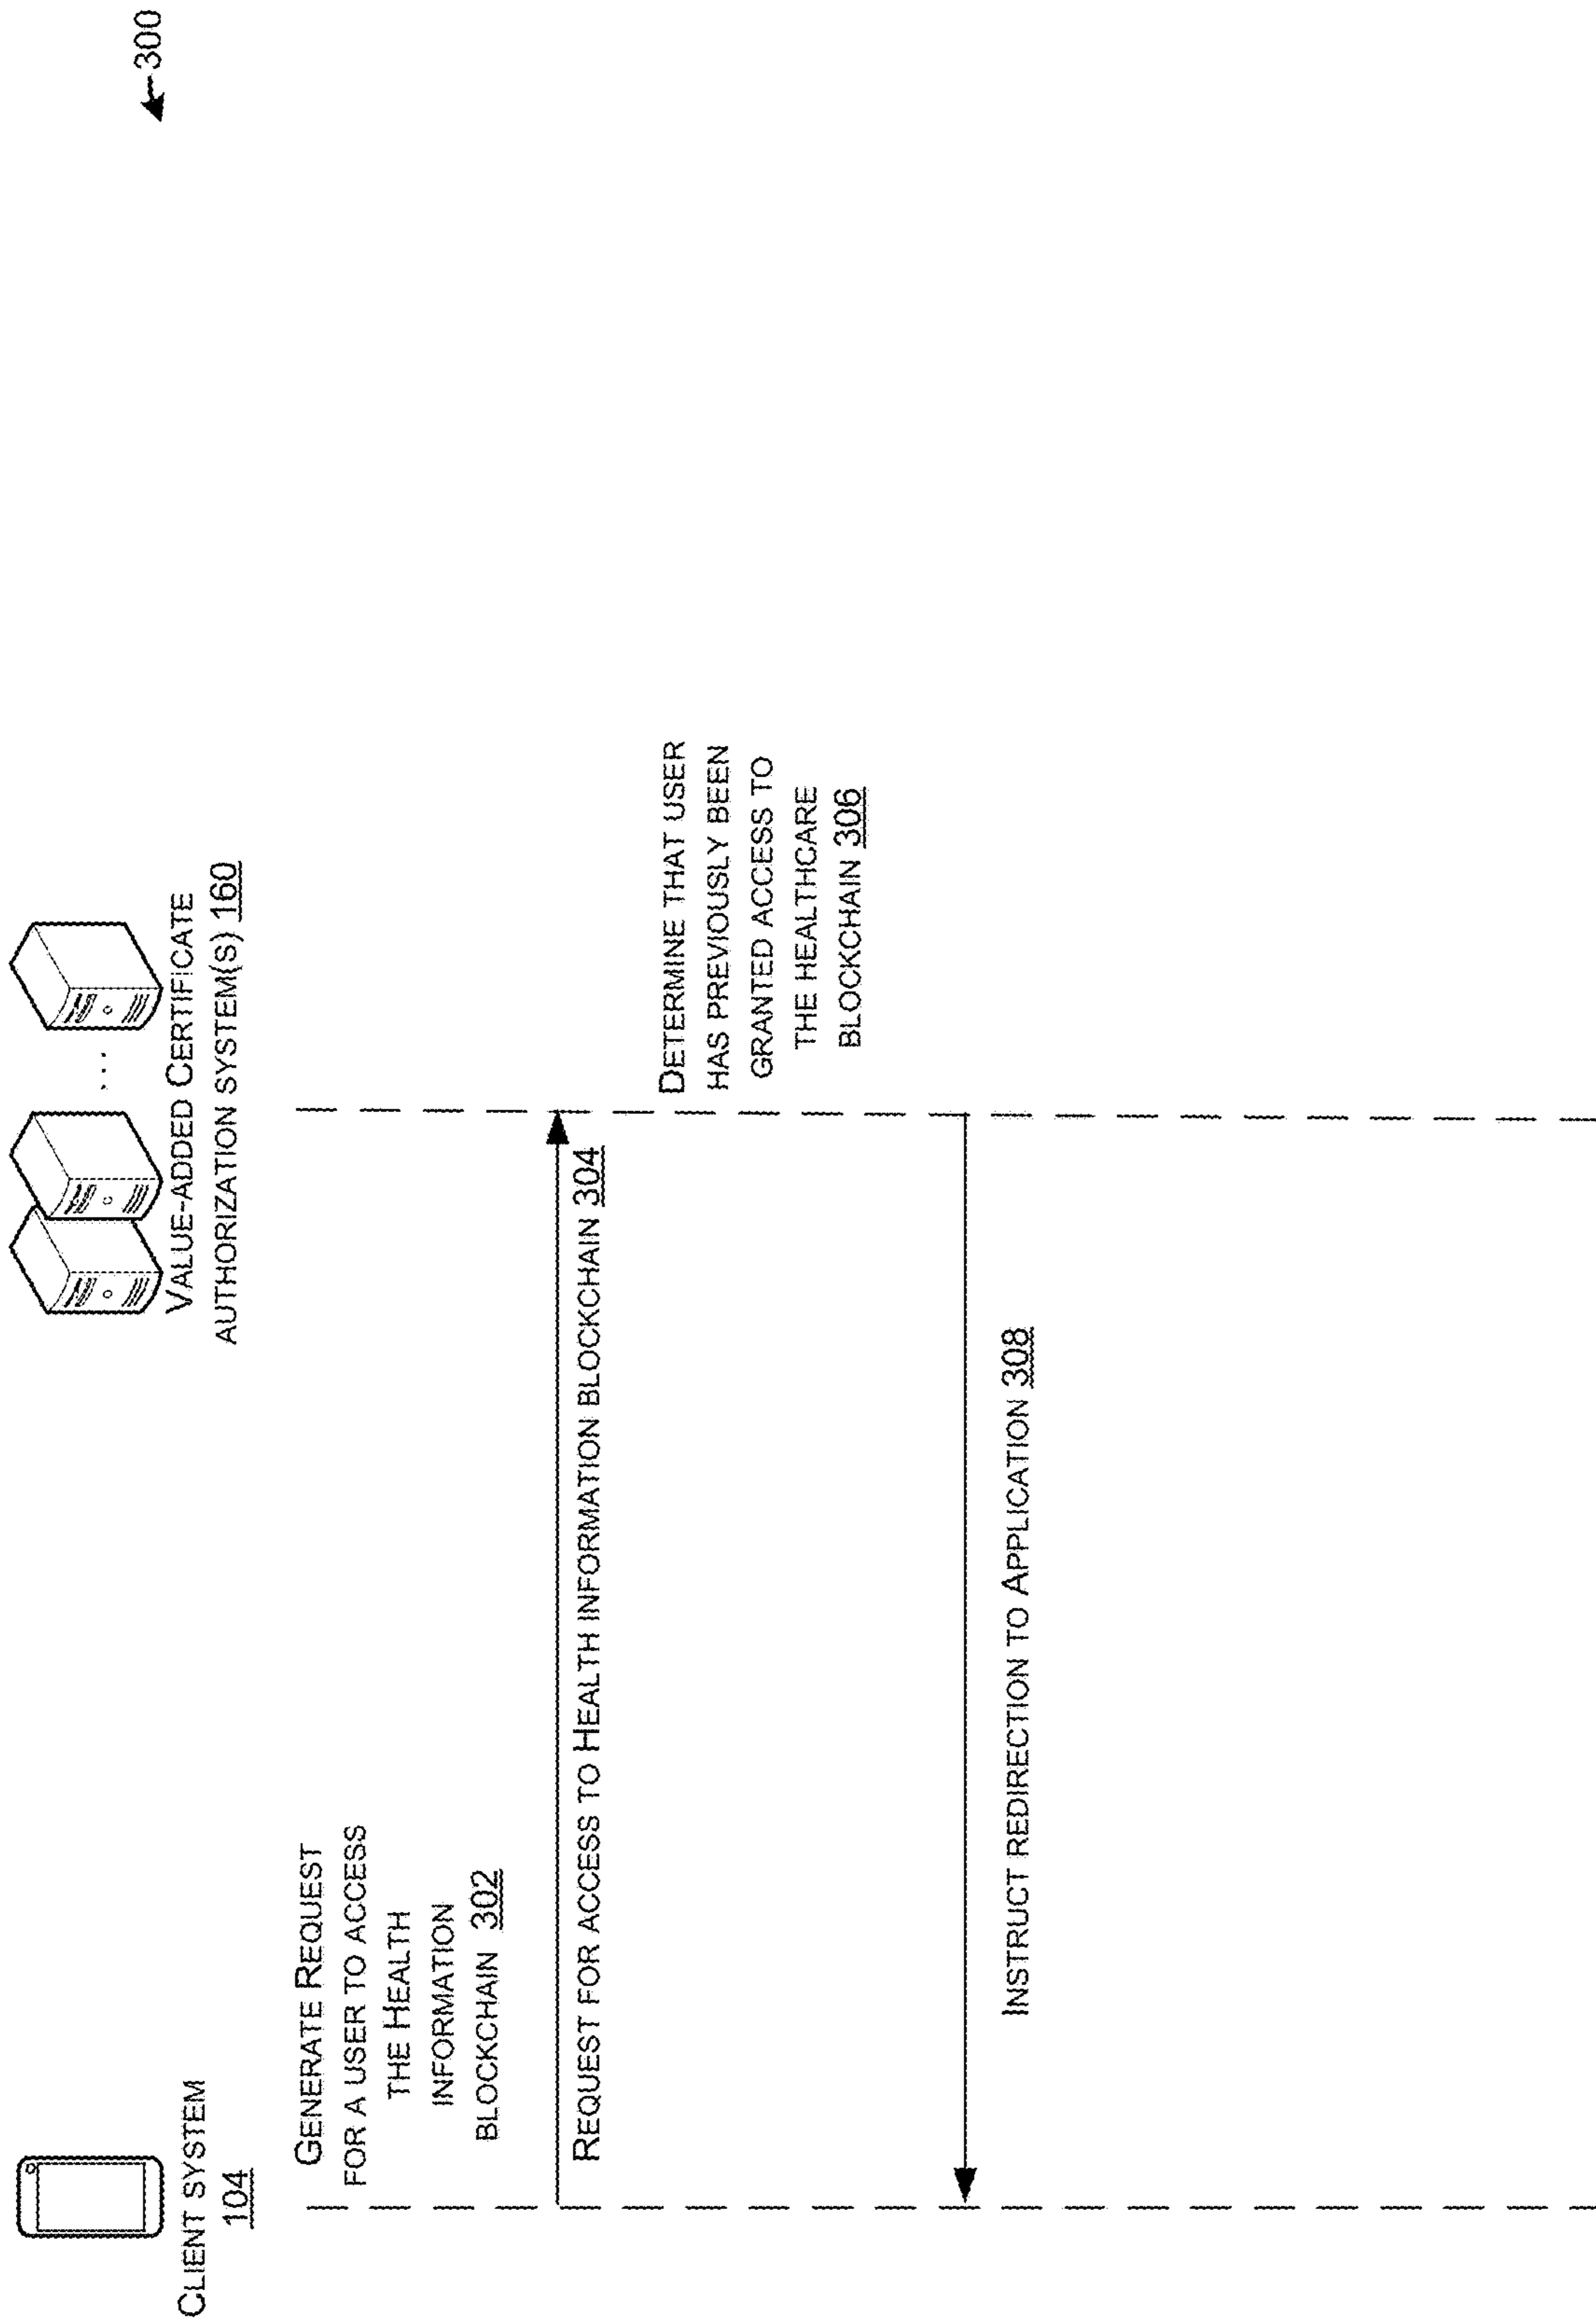 300
CLIENT SYSTEM
104
VALUE-ADDED CERTIFICATE
AUTHORIZATION SYSTEM(S) 160
GENERATE REQUEST
FOR A USER TO ACCESS
THE HEALTH
INFORMATION
BLOCKCHAIN 302
REQUEST FOR ACCESS TO HEALTH INFORMATION BLOCKCHAIN 304
DETERMINE THAT USER
HAS PREVIOUSLY BEEN
GRANTED ACCESS TO
THE HEALTHCARE
BLOCKCHAIN 306
INSTRUCT REDIRECTION TO APPLICATION 308